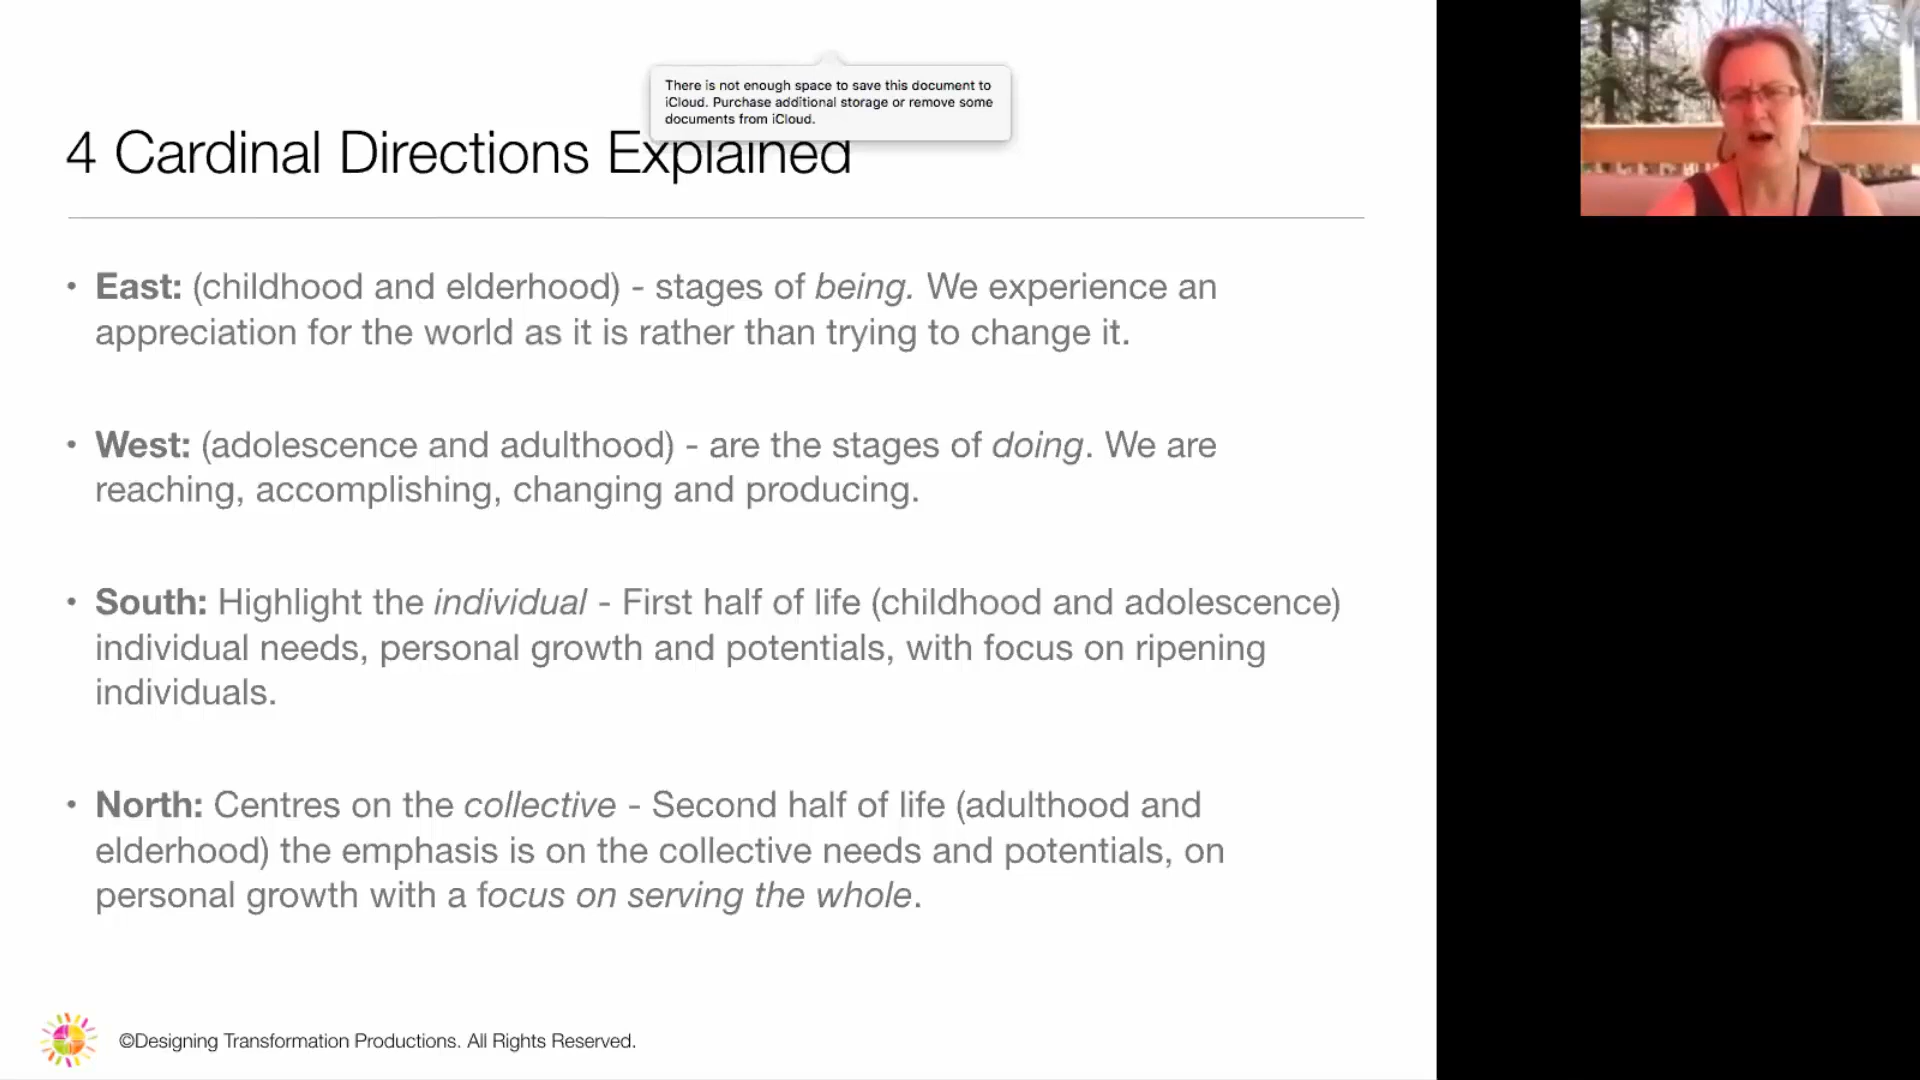 There is not enough space to save this document to
iCloud. Purchase additional storage or remove some
documents from iCloud.
4 Cardinal Directions Explained
• East: (childhood and elderhood) - stages of being. We experience an
appreciation for the world as it is rather than trying to change it.
• West: (adolescence and adulthood) - are the stages of doing. We are
reaching, accomplishing, changing and producing.
• South: Highlight the individual - First half of life (childhood and adolescence)
individual needs, personal growth and potentials, with focus on ripening
individuals.
• North: Centres on the collective - Second half of life (adulthood and
elderhood) the emphasis is on the collective needs and potentials, on
personal growth with a focus on serving the whole.
©Designing Transformation Productions. All Rights Reserved.